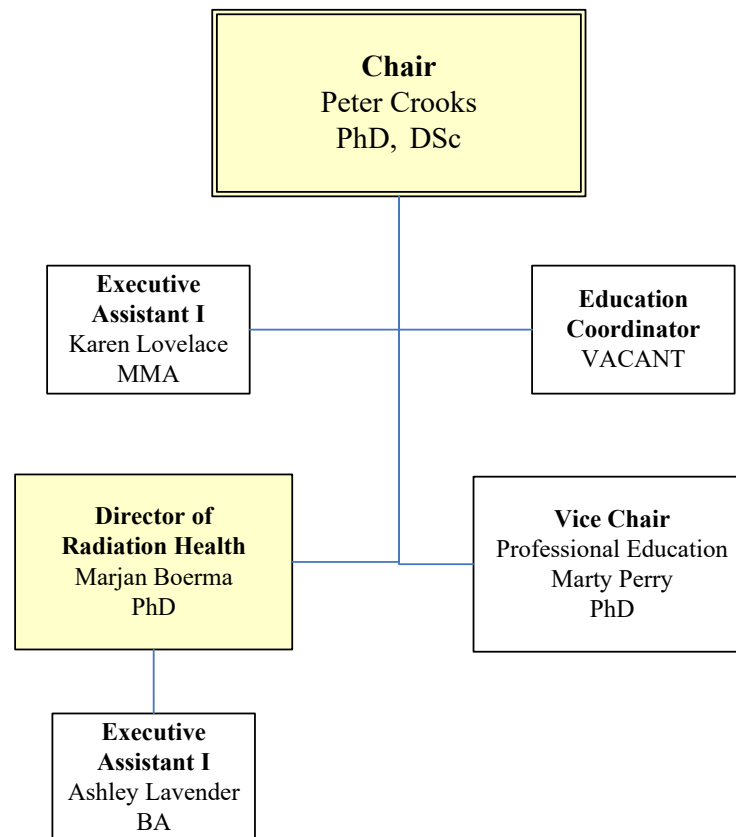 Chair
Peter Crooks
PhD, DSc
Executive
Assistant I
Karen Lovelace
MMA
Education
Coordinator
VACANT
Director of
Radiation Health
Marjan Boerma
PhD
Vice Chair
Professional Education
Marty Perry
PhD
Executive
Assistant I
Ashley Lavender
BA